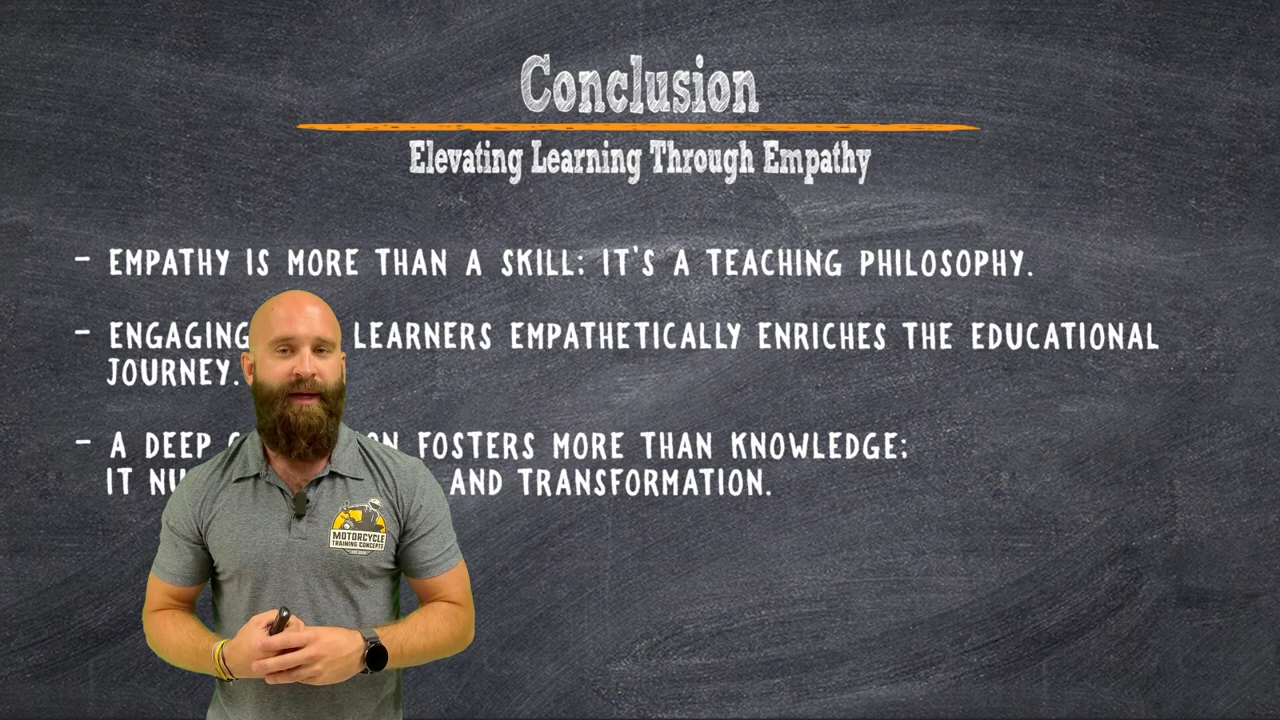 Conclusion
Elevating Learning Through Empathy
- EMPATHY IS MORE THAN A SKILL; IT'S A TEACHING PHILOSOPHY.
- ENGAGING LEARNERS EMPATHETICALLY ENRICHES THE EDUCATIONAL
JOURNEY.
- A DEEP FOSTERS MORE THAN KNOWLEDGE;
IT AND TRANSFORMATION.
MOTORCYCLE
TRAINING CONCEPTS